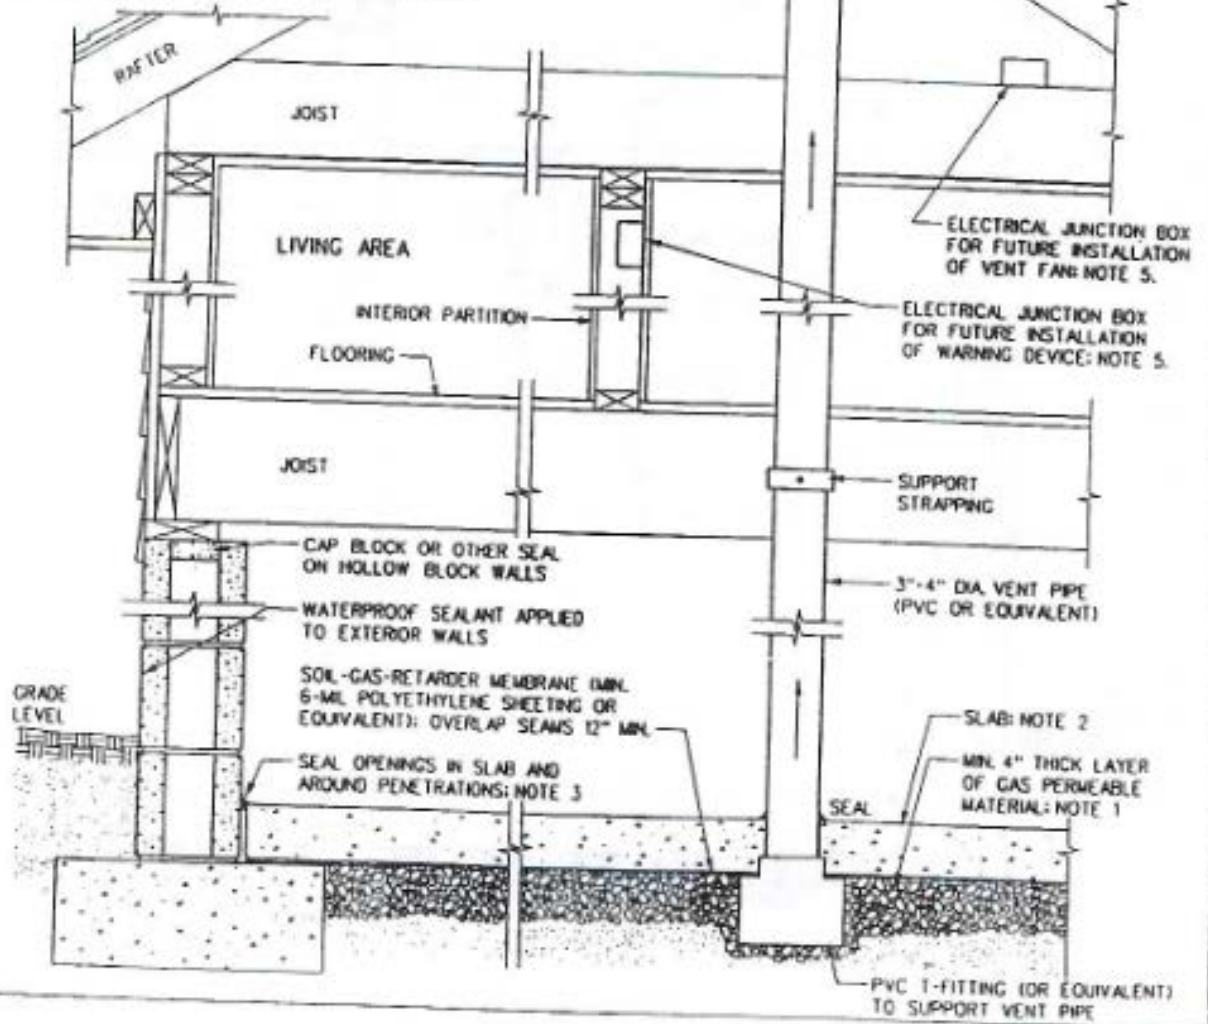 RAFTER
JOIST
LIVING AREA
ELECTRICAL JUNCTION BOX
FOR FUTURE INSTALLATION
OF VENT FAN: NOTE 5.
INTERIOR PARTITION
ELECTRICAL JUNCTION BOX
FOR FUTURE INSTALLATION
OF WARNING DEVICE: NOTE 5.
FLOORING
JOIST
SUPPORT
STRAPPING
CAP BLOCK OR OTHER SEAL
ON HOLLOW BLOCK WALLS
3"-4" DIA. VENT PIPE
(PVC OR EQUIVALENT)
WATERPROOF SEALANT APPLIED
TO EXTERIOR WALLS
SOIL-GAS-RETARDER MEMBRANE (MIN.
6-MIL POLYETHYLENE SHEETING OR
EQUIVALENT); OVERLAP SEAMS 12" MIN.
GRADE
LEVEL
SLAB: NOTE 2
SEAL OPENINGS IN SLAB AND
AROUND PENETRATIONS; NOTE 3
MIN. 4" THICK LAYER
OF GAS PERMEABLE
MATERIAL: NOTE 1
SEAL
PVC T-FITTING (OR EQUIVALENT)
TO SUPPORT VENT PIPE